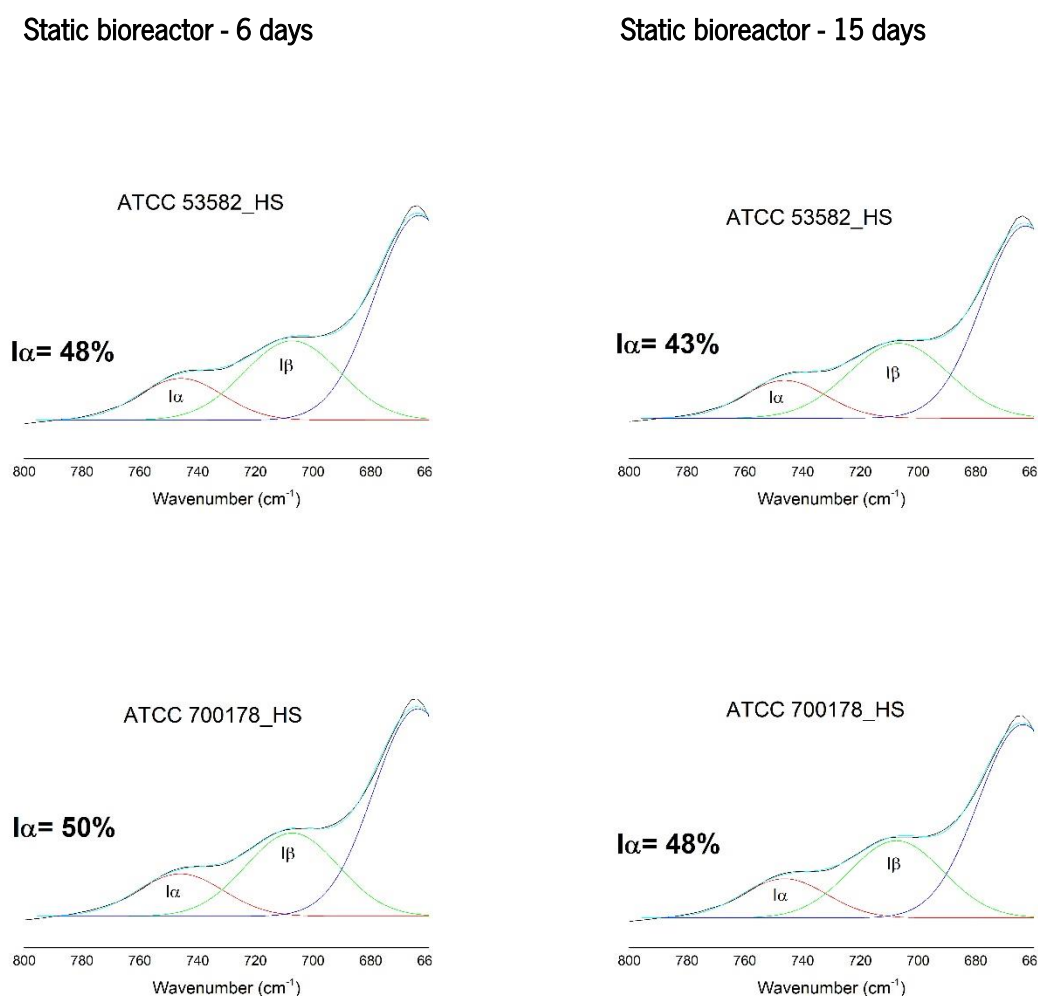 Static bioreactor - 6 days
Static bioreactor - 15 days
ATCC 53582_HS
Iα= 48%
Iβ
Iα
800 780 760 740 720 700 680 66
Wavenumber (cm-1)
ATCC 53582_HS
Iα= 43%
Iβ
Iα
800 780 760 740 720 700 680 66
Wavenumber (cm-1)
ATCC 700178_HS
Iα= 50%
Iβ
Iα
800 780 760 740 720 700 680 66
Wavenumber (cm-1)
ATCC 700178_HS
Iα= 48%
Iβ
Iα
800 780 760 740 720 700 680 66
Wavenumber (cm-1)